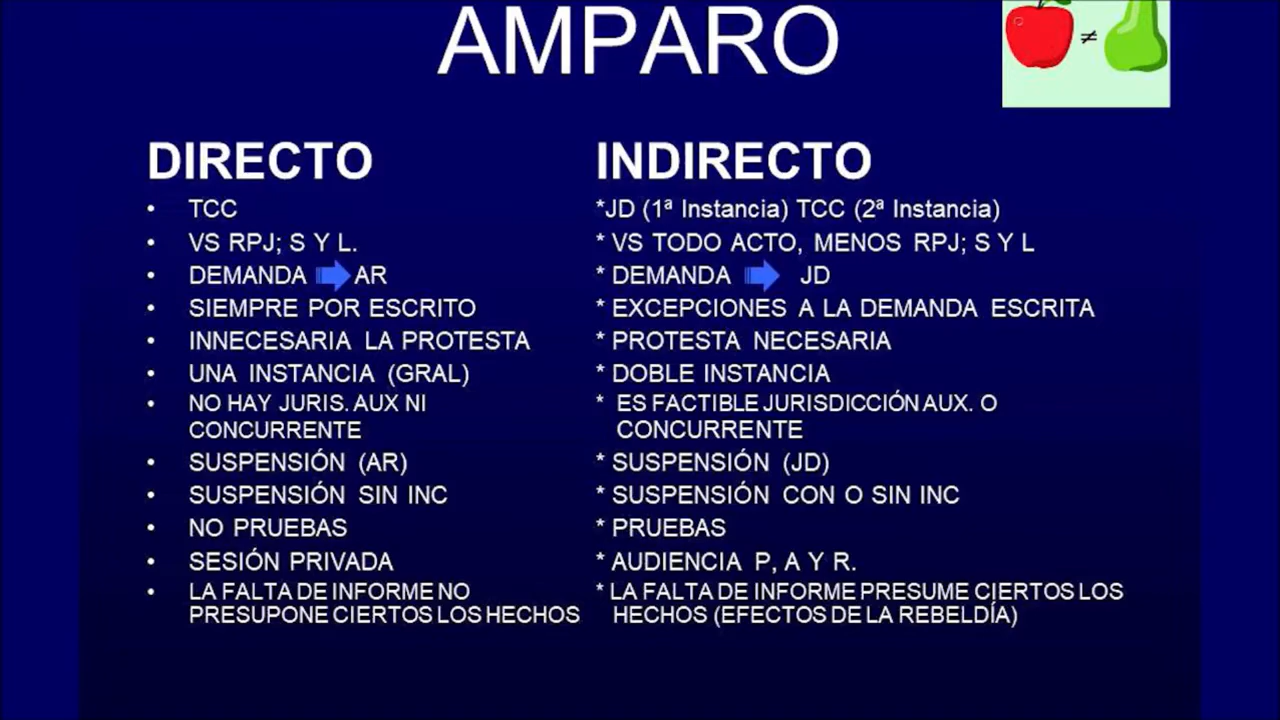 AMPARO
≠
DIRECTO
• TCC
• VS RPJ; S Y L.
• DEMANDA AR
• SIEMPRE POR ESCRITO
• INNECESARIA LA PROTESTA
• UNA INSTANCIA (GRAL)
• NO HAY JURIS. AUX NI
CONCURRENTE
• SUSPENSIÓN (AR)
• SUSPENSIÓN SIN INC
• NO PRUEBAS
• SESIÓN PRIVADA
• LA FALTA DE INFORME NO
PRESUPONE CIERTOS LOS HECHOS
INDIRECTO
*JD (1ª Instancia) TCC (2ª Instancia)
* VS TODO ACTO, MENOS RPJ; S Y L
* DEMANDA JD
* EXCEPCIONES A LA DEMANDA ESCRITA
* PROTESTA NECESARIA
* DOBLE INSTANCIA
* ES FACTIBLE JURISDICCIÓN AUX. O
CONCURRENTE
* SUSPENSIÓN (JD)
* SUSPENSIÓN CON O SIN INC
* PRUEBAS
* AUDIENCIA P, A Y R.
* LA FALTA DE INFORME PRESUME CIERTOS LOS
HECHOS (EFECTOS DE LA REBELDÍA)